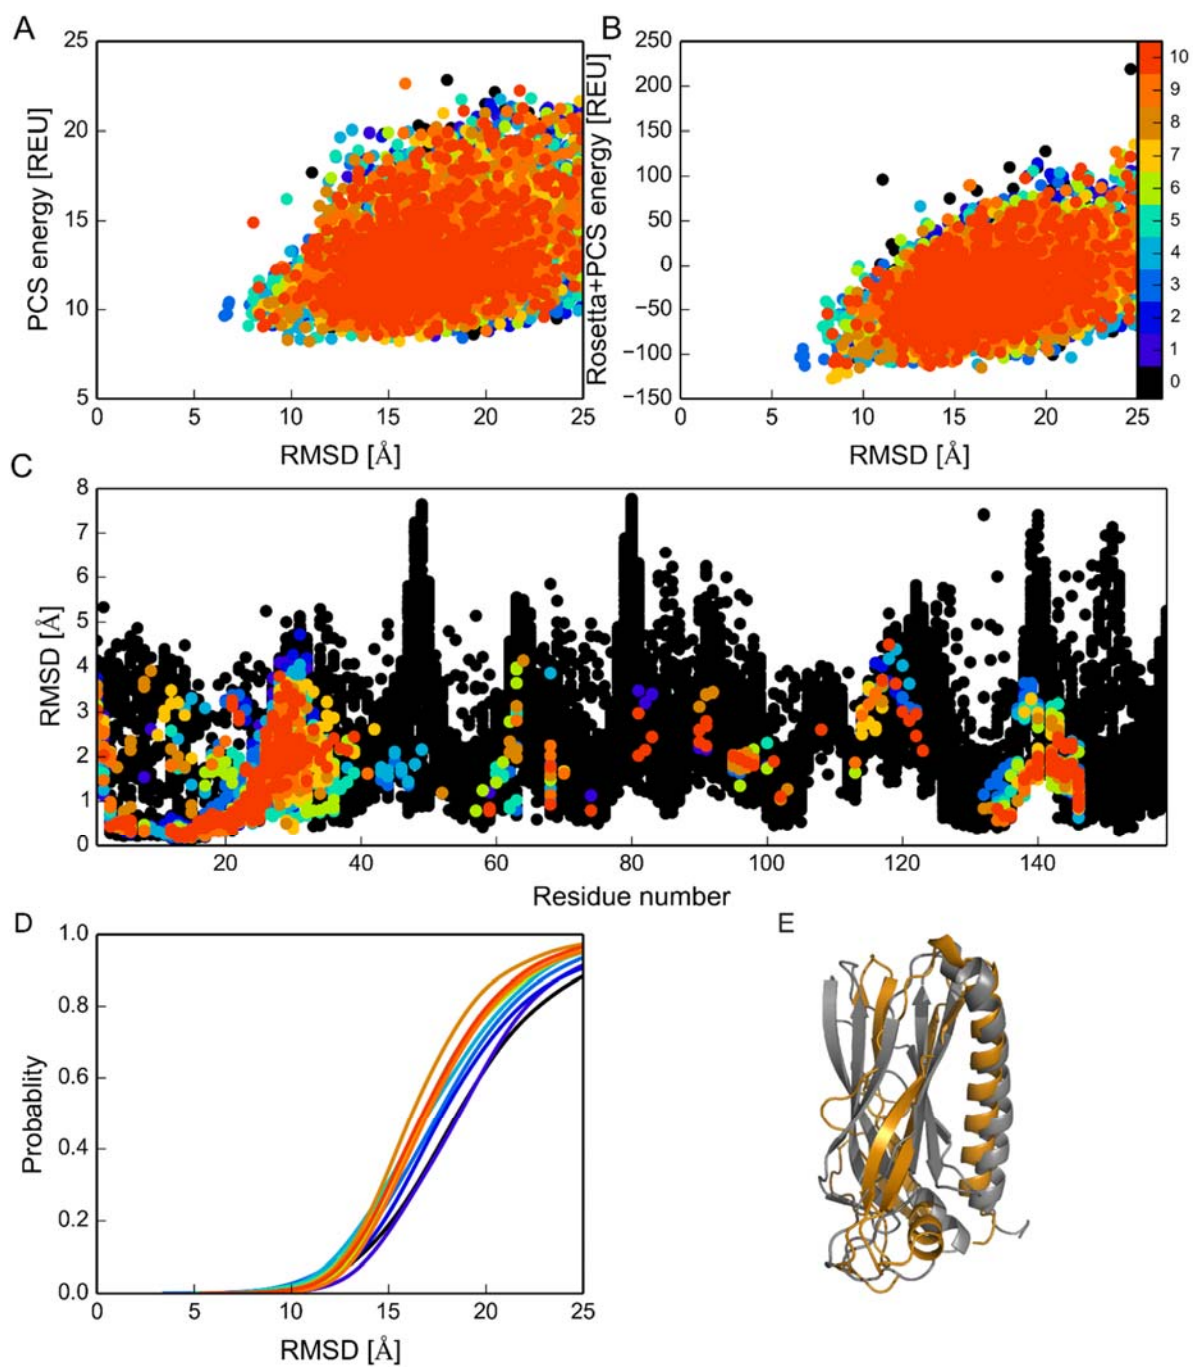 A
B
25
20
15
10
5
PCS energy [REU]
0 5 10 15 20 25
RMSD [Å]
250
200
150
100
50
0
−50
−100
−150
Rosetta+PCS energy [REU]
0 5 10 15 20 25
RMSD [Å]
10
9
8
7
6
5
4
3
2
1
0
C
8
7
6
5
4
3
2
1
0
RMSD [Å]
20 40 60 80 100 120 140
Residue number
D
1.0
0.8
0.6
0.4
0.2
0.0
Probablity
0 5 10 15 20 25
RMSD [Å]
E